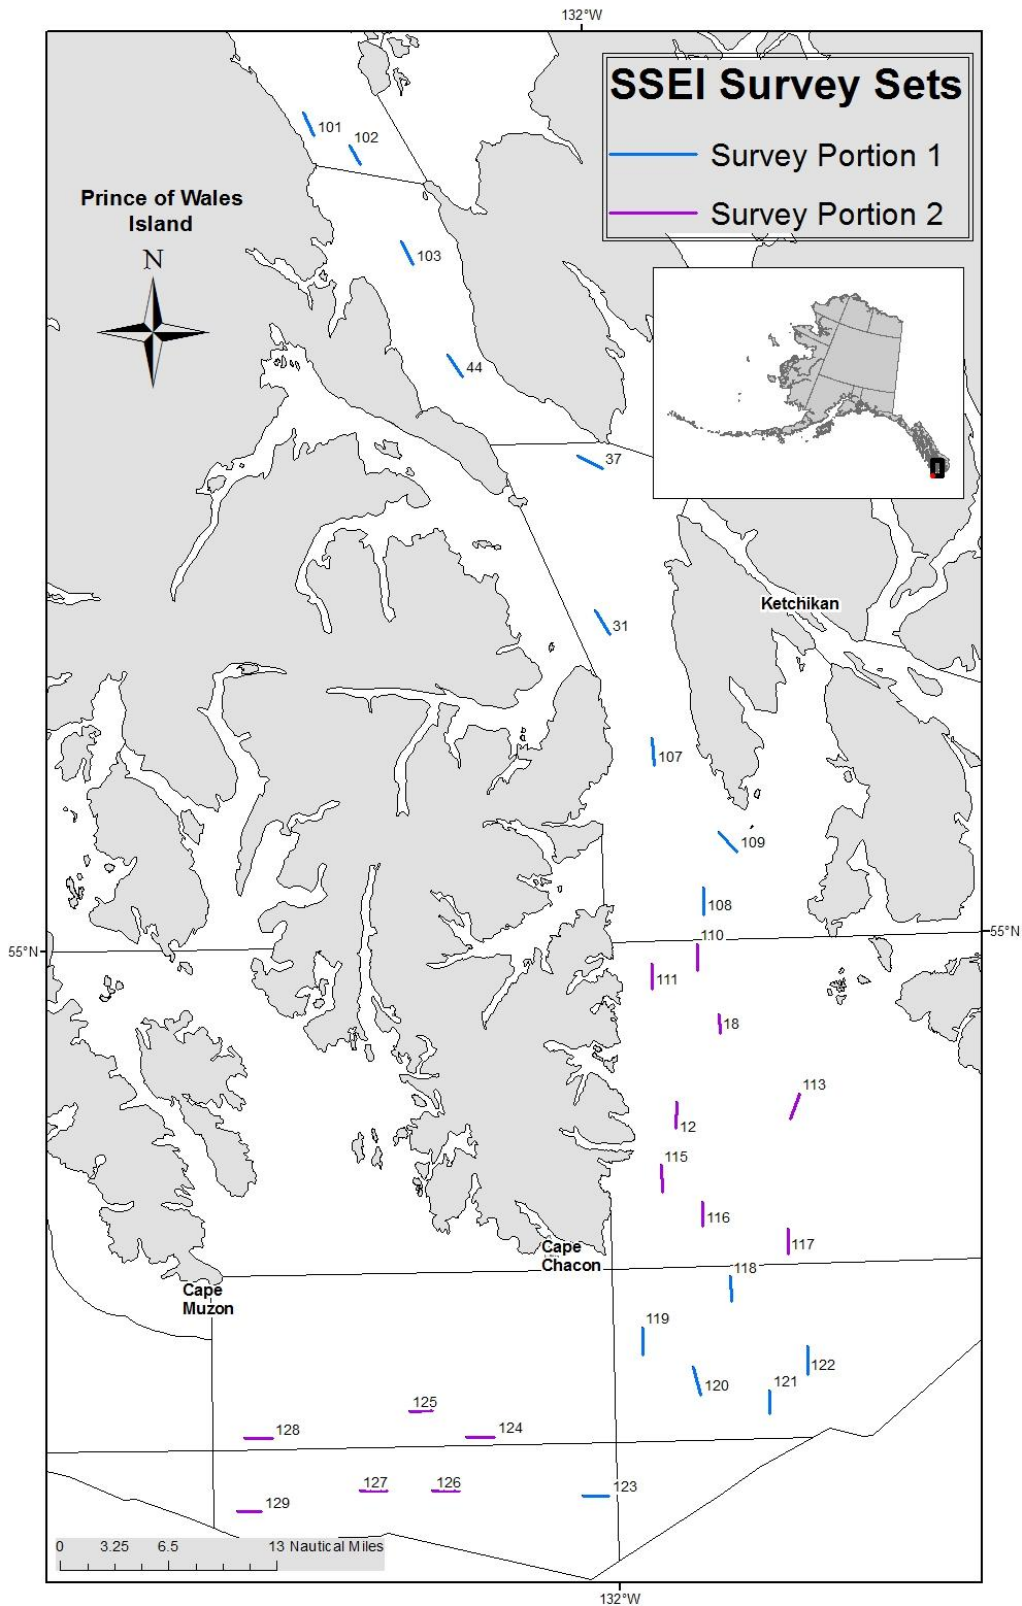 132°W
SSEI Survey Sets
Survey Portion 1
Survey Portion 2
101
102
Prince of Wales
Island
N
103
44
37
Ketchikan
31
107
109
108
110
55°N
55°N
111
18
113
12
115
116
117
Cape
Chacon
118
Cape
Muzon
119
122
120
121
125
128
124
127
126
123
129
0 3.25 6.5 13 Nautical Miles
132°W